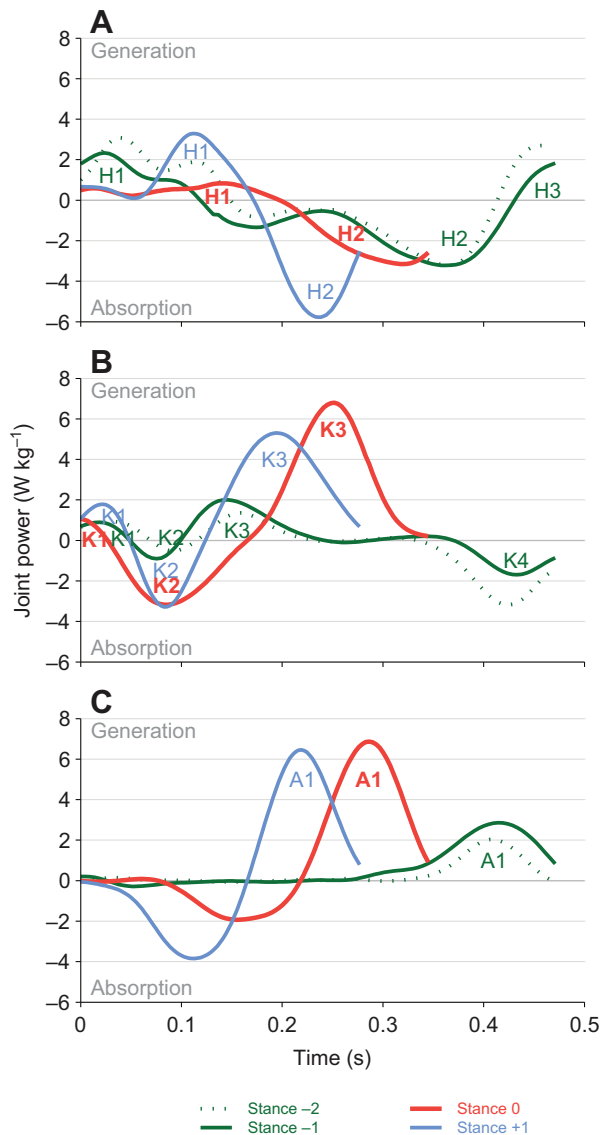 A
8
Generation
6
4
H1
2
H1
H1
H3
0
H2
H2
–2
–4
H2
Absorption
–6
B
8
Generation
6
K3
4
K3
2
K1
K3
K1
K1
K2
0
K4
K2
K2
–2
–4
Absorption
–6
Joint power (W kg–1)
C
8
Generation
6
A1
A1
4
2
A1
0
–2
–4
Absorption
–6
0
0.1
0.2
0.3
0.4
0.5
Time (s)
Stance –2
Stance 0
Stance –1
Stance +1